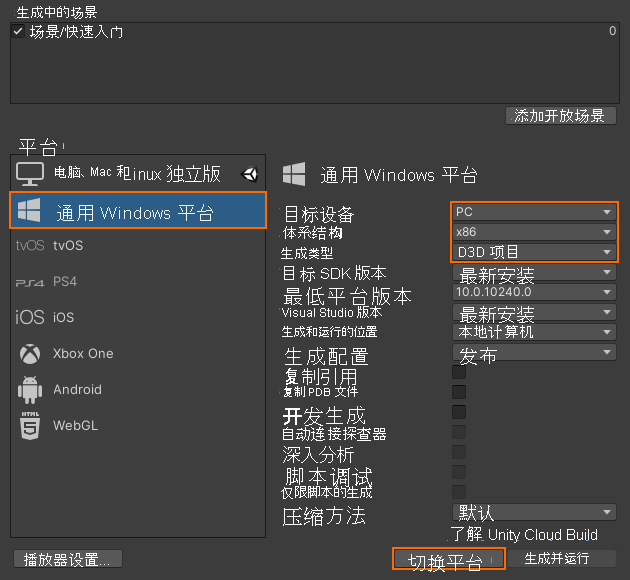 生成中的场景
场景/快速入门 0
添加开放场景
平台
电脑、Mac 和inux 独立版
通用 Windows 平台
tvOS tvOS
PS4 PS4
iOS iOS
Xbox One
Android
HTML 5 WebGL
通用 Windows 平台
目标设备 PC
体系结构 x86
生成类型 D3D 项目
目标 SDK 版本 最新安装
最低平台版本 10.0.10240.0
Visual Studio 版本 最新安装
生成和运行的位置 本地计算机
生成配置 发布
复制引用
复制 PDB 文件
开发生成
自动连接探查器
深入分析
脚本调试
仅限脚本的生成
压缩方法 默认
了解 Unity Cloud Build
播放器设置... 切换平台 生成并运行